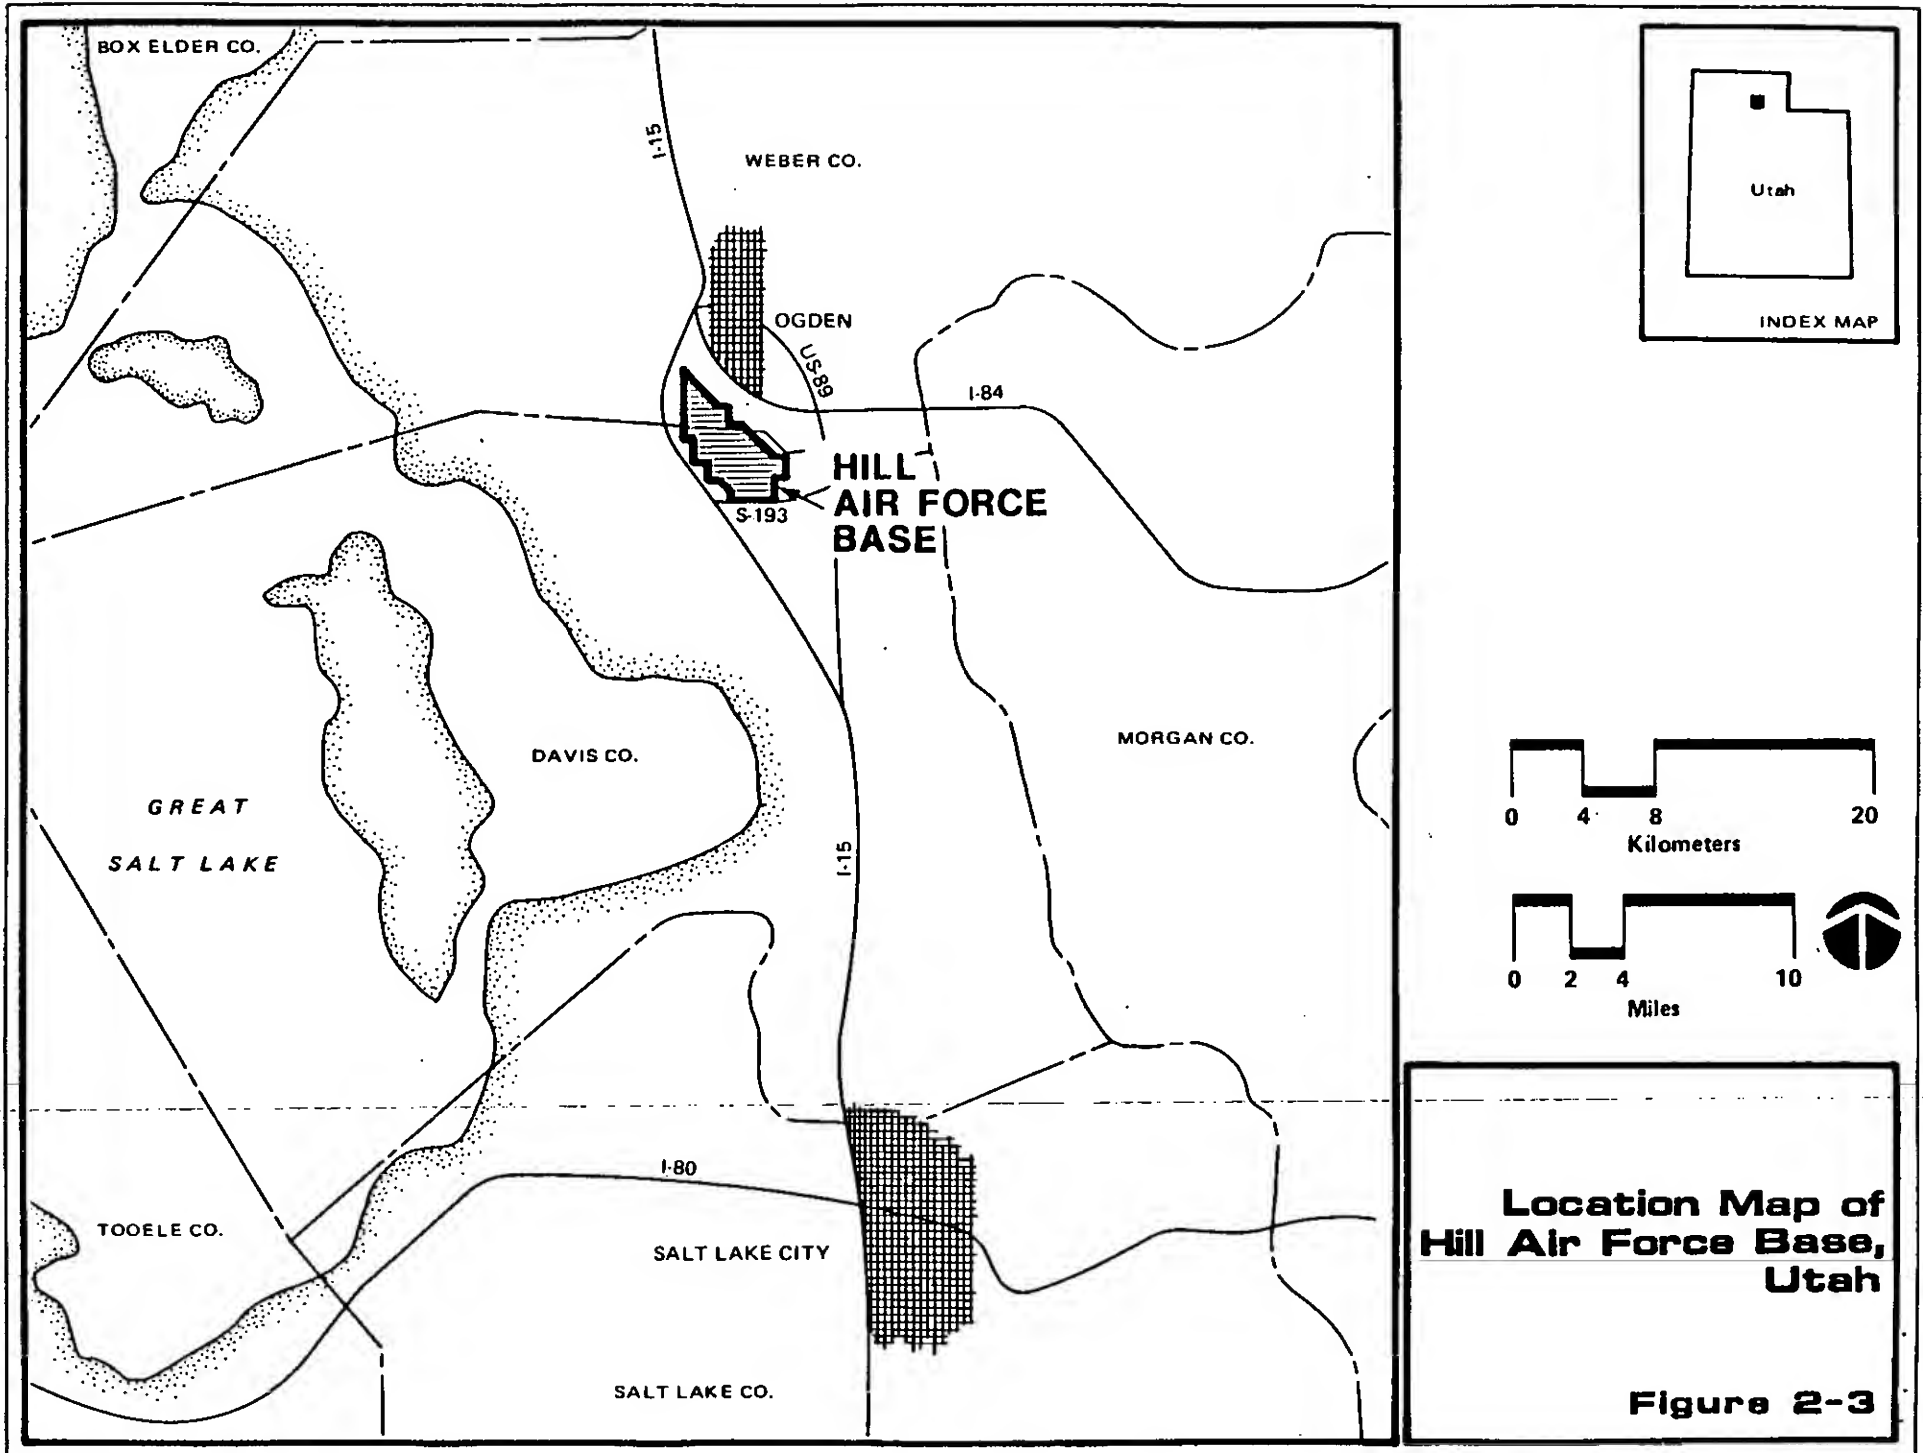 BOX ELDER CO.
I-15
WEBER CO.
Utah
INDEX MAP
OGDEN
US-89
I-84
HILL
AIR FORCE
BASE
S-193
DAVIS CO.
MORGAN CO.
GREAT
SALT LAKE
0 4 8 20
Kilometers
I-15
0 2 4 10
Miles
I-80
TOOELE CO.
SALT LAKE CITY
SALT LAKE CO.
Location Map of
Hill Air Force Base,
Utah
Figure 2-3